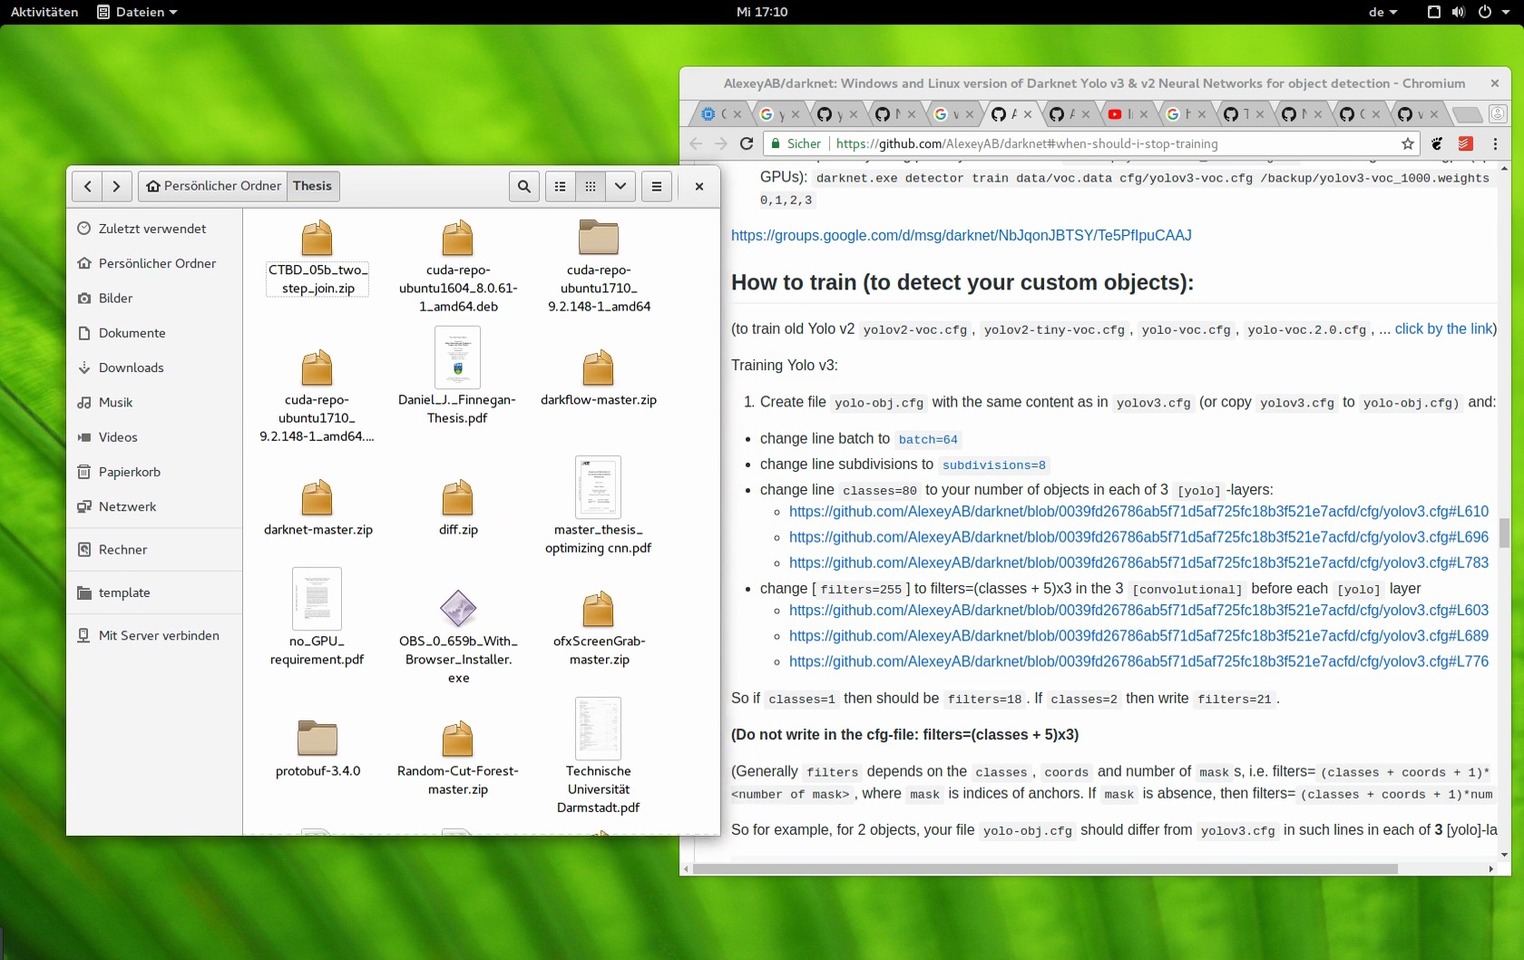 Aktivitäten
Dateien
Mi 17:10
de
AlexeyAB/darknet: Windows and Linux version of Darknet Yolo v3 & v2 Neural Networks for object detection - Chromium
Sicher
https://github.com/AlexeyAB/darknet#when-should-i-stop-training
GPUs): darknet.exe detector train data/voc.data cfg/yolov3-voc.cfg /backup/yolov3-voc_1000.weights
0,1,2,3
https://groups.google.com/d/msg/darknet/NbJqonJBTSY/Te5PfIpuCAAJ
How to train (to detect your custom objects):
(to train old Yolo v2 yolov2-voc.cfg, yolov2-tiny-voc.cfg, yolo-voc.cfg, yolo-voc.2.0.cfg, ... click by the link)
Training Yolo v3:
1. Create file yolo-obj.cfg with the same content as in yolov3.cfg (or copy yolov3.cfg to yolo-obj.cfg) and:
• change line batch to batch=64
• change line subdivisions to subdivisions=8
• change line classes=80 to your number of objects in each of 3 [yolo]-layers:
https://github.com/AlexeyAB/darknet/blob/0039fd26786ab5f71d5af725fc18b3f521e7acfd/cfg/yolov3.cfg#L610
https://github.com/AlexeyAB/darknet/blob/0039fd26786ab5f71d5af725fc18b3f521e7acfd/cfg/yolov3.cfg#L696
https://github.com/AlexeyAB/darknet/blob/0039fd26786ab5f71d5af725fc18b3f521e7acfd/cfg/yolov3.cfg#L783
• change [filters=255] to filters=(classes + 5)x3 in the 3 [convolutional] before each [yolo] layer
https://github.com/AlexeyAB/darknet/blob/0039fd26786ab5f71d5af725fc18b3f521e7acfd/cfg/yolov3.cfg#L603
https://github.com/AlexeyAB/darknet/blob/0039fd26786ab5f71d5af725fc18b3f521e7acfd/cfg/yolov3.cfg#L689
https://github.com/AlexeyAB/darknet/blob/0039fd26786ab5f71d5af725fc18b3f521e7acfd/cfg/yolov3.cfg#L776
So if classes=1 then should be filters=18. If classes=2 then write filters=21.
(Do not write in the cfg-file: filters=(classes + 5)x3)
(Generally filters depends on the classes, coords and number of masks, i.e. filters=(classes + coords + 1)*
<number of mask>, where mask is indices of anchors. If mask is absence, then filters=(classes + coords + 1)*num
So for example, for 2 objects, your file yolo-obj.cfg should differ from yolov3.cfg in such lines in each of 3 [yolo]-la
Persönlicher Ordner
Thesis
Zuletzt verwendet
Persönlicher Ordner
Bilder
Dokumente
Downloads
Musik
Videos
Papierkorb
Netzwerk
Rechner
template
Mit Server verbinden
CTBD_05b_two_
step_join.zip
cuda-repo-
ubuntu1604_8.0.61-
1_amd64.deb
cuda-repo-
ubuntu1710_
9.2.148-1_amd64
cuda-repo-
ubuntu1710_
9.2.148-1_amd64....
Daniel_J._Finnegan-
Thesis.pdf
darkflow-master.zip
darknet-master.zip
diff.zip
master_thesis_
optimizing cnn.pdf
no_GPU_
requirement.pdf
OBS_0_659b_With_
Browser_Installer.
exe
ofxScreenGrab-
master.zip
protobuf-3.4.0
Random-Cut-Forest-
master.zip
Technische
Universität
Darmstadt.pdf